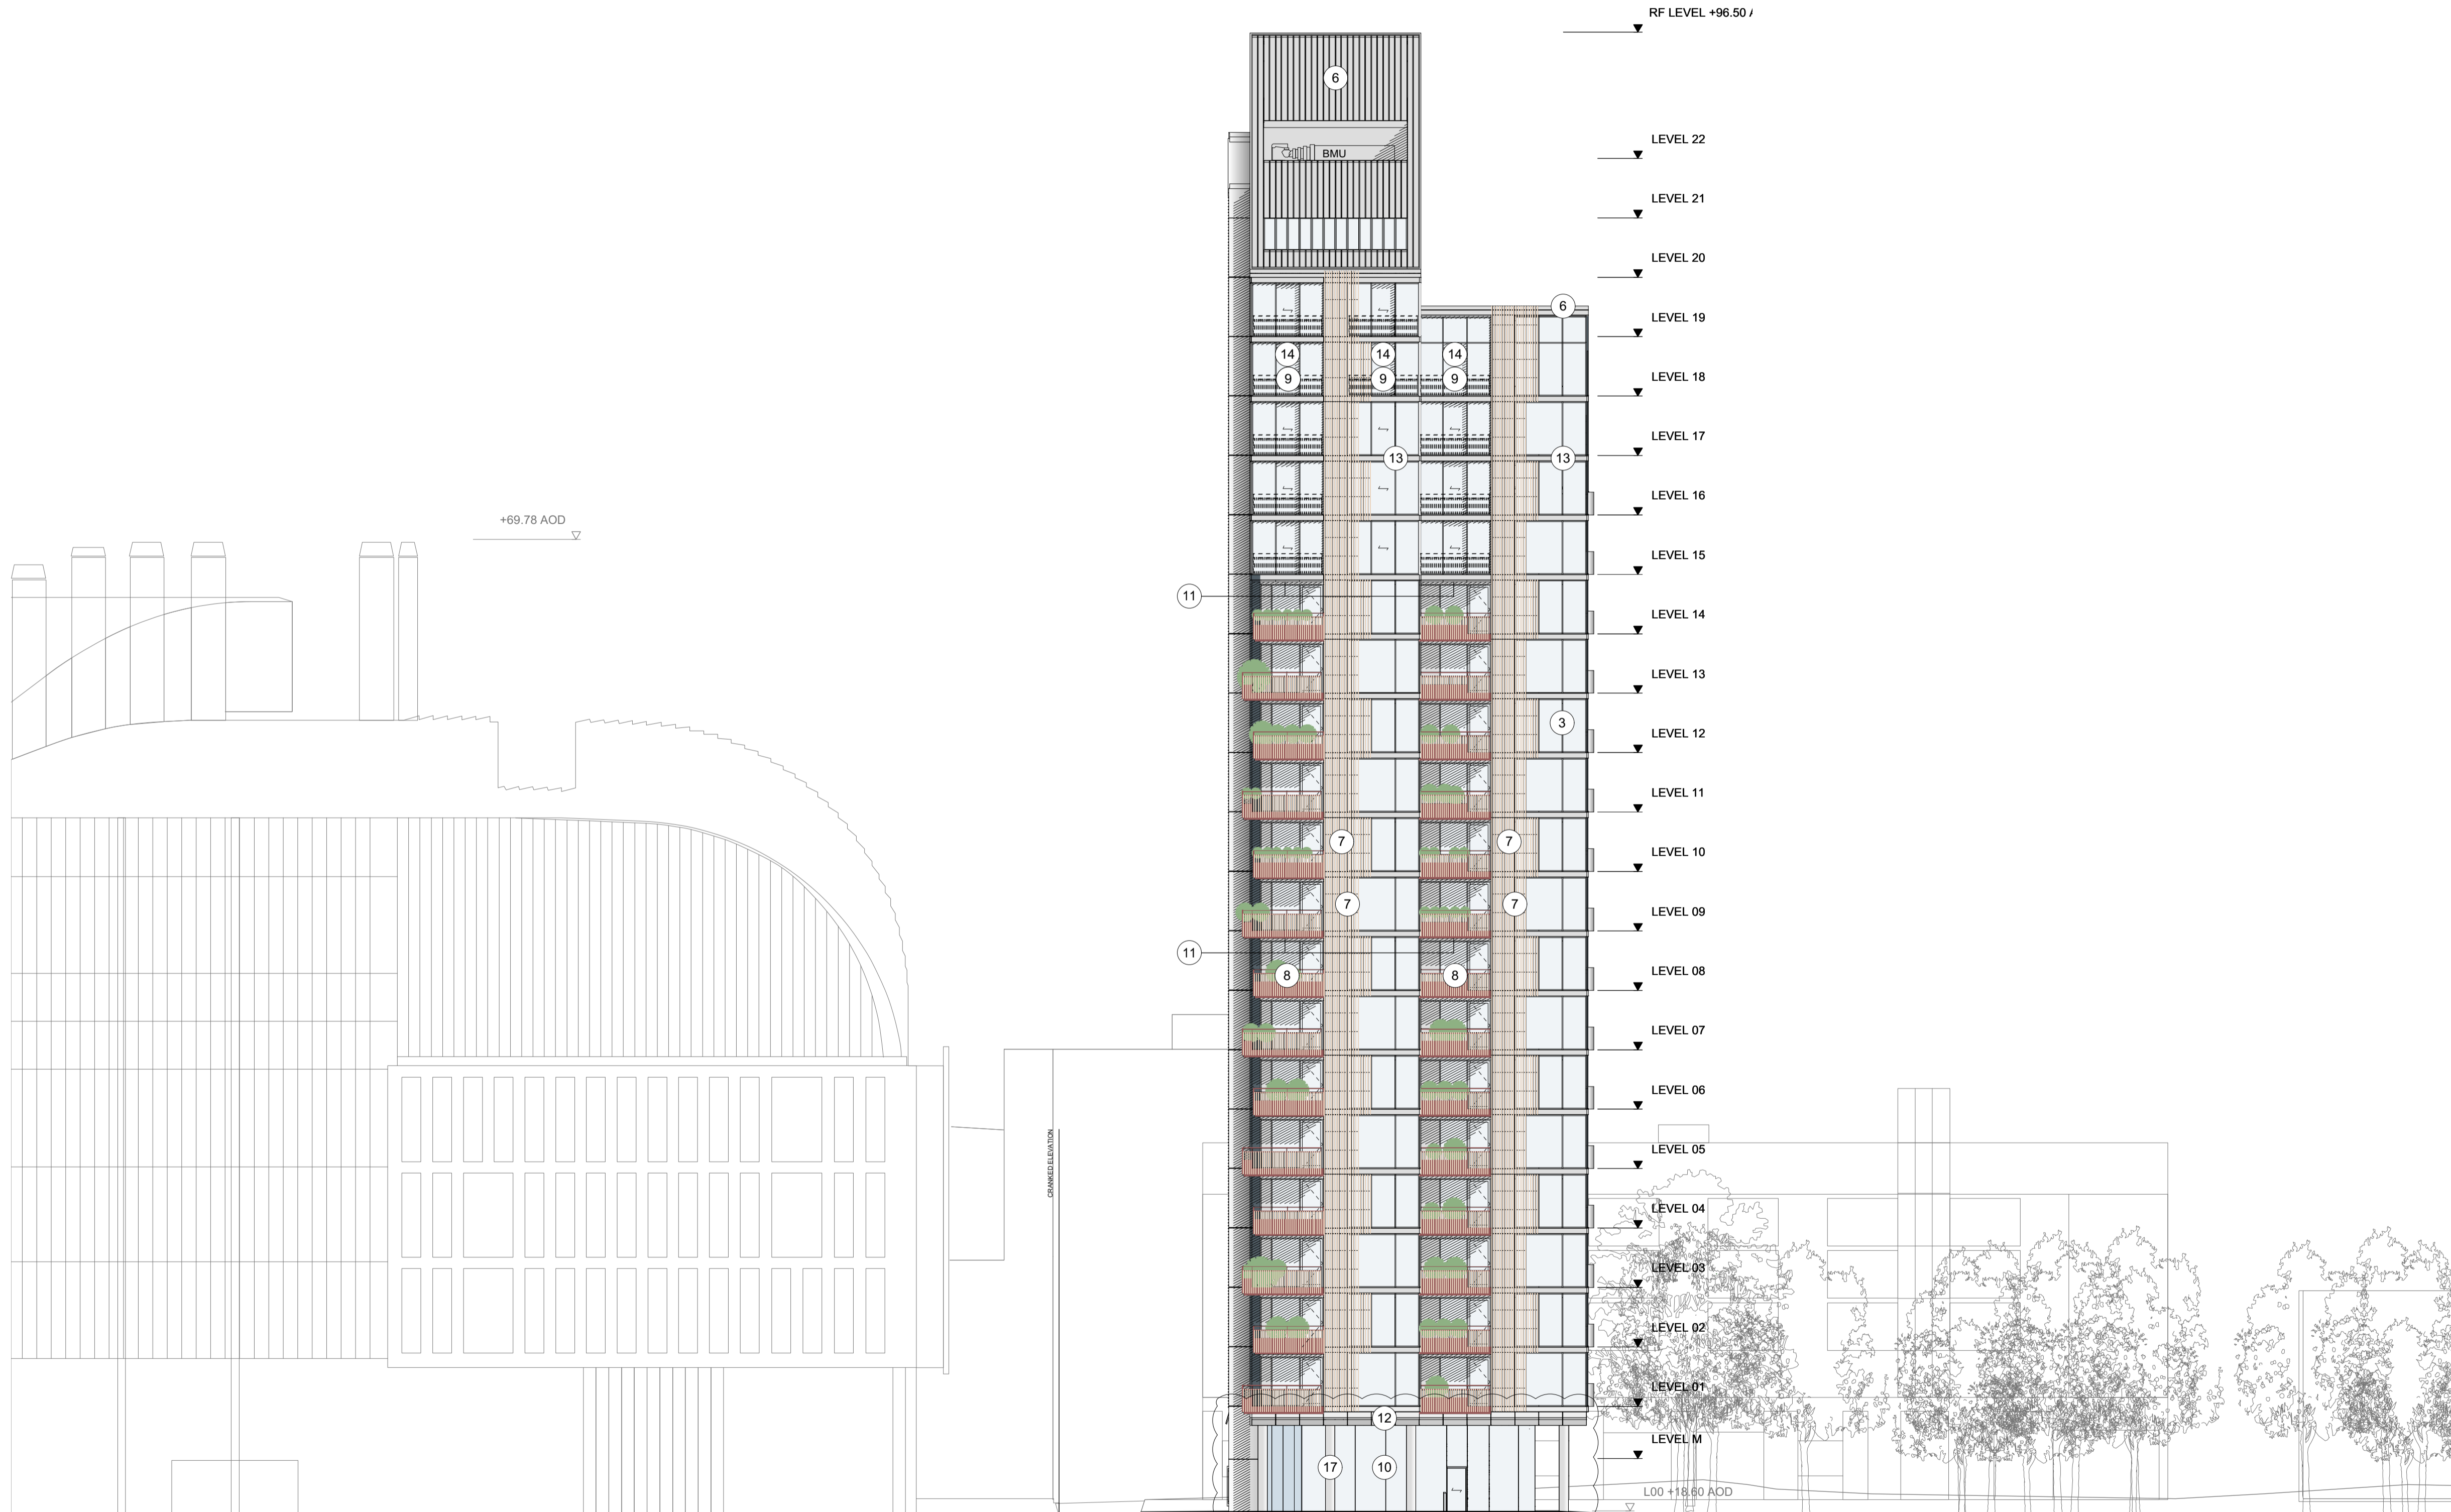 RF LEVEL +96.50
6
LEVEL 22
BMU
LEVEL 21
LEVEL 20
6
LEVEL 19
14 14 14
9 9 9
LEVEL 18
LEVEL 17
13 13
LEVEL 16
+69.78 AOD
LEVEL 15
11
LEVEL 14
LEVEL 13
3
LEVEL 12
LEVEL 11
7 7
LEVEL 10
7 7
LEVEL 09
11
8 8
LEVEL 08
LEVEL 07
LEVEL 06
CRANKED ELEVATION
LEVEL 05
LEVEL 04
LEVEL 03
LEVEL 02
LEVEL 01
12
LEVEL M
17 10
L00 +18.60 AOD